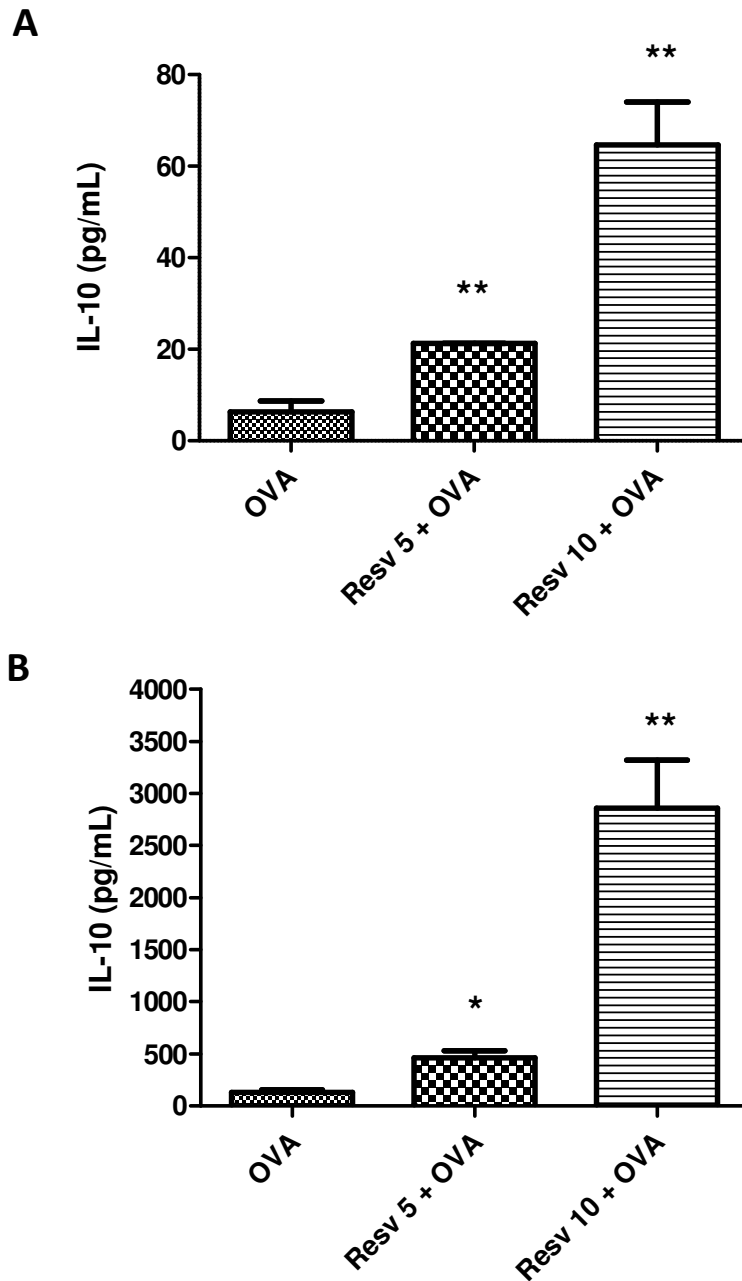 A
**
80
60
**
40
20
0
IL-10 (pg/mL)
OVA
Resv 5 + OVA
Resv 10 + OVA
B
4000
**
3500
3000
2500
2000
1500
*
1000
500
0
IL-10 (pg/mL)
OVA
Resv 5 + OVA
Resv 10 + OVA